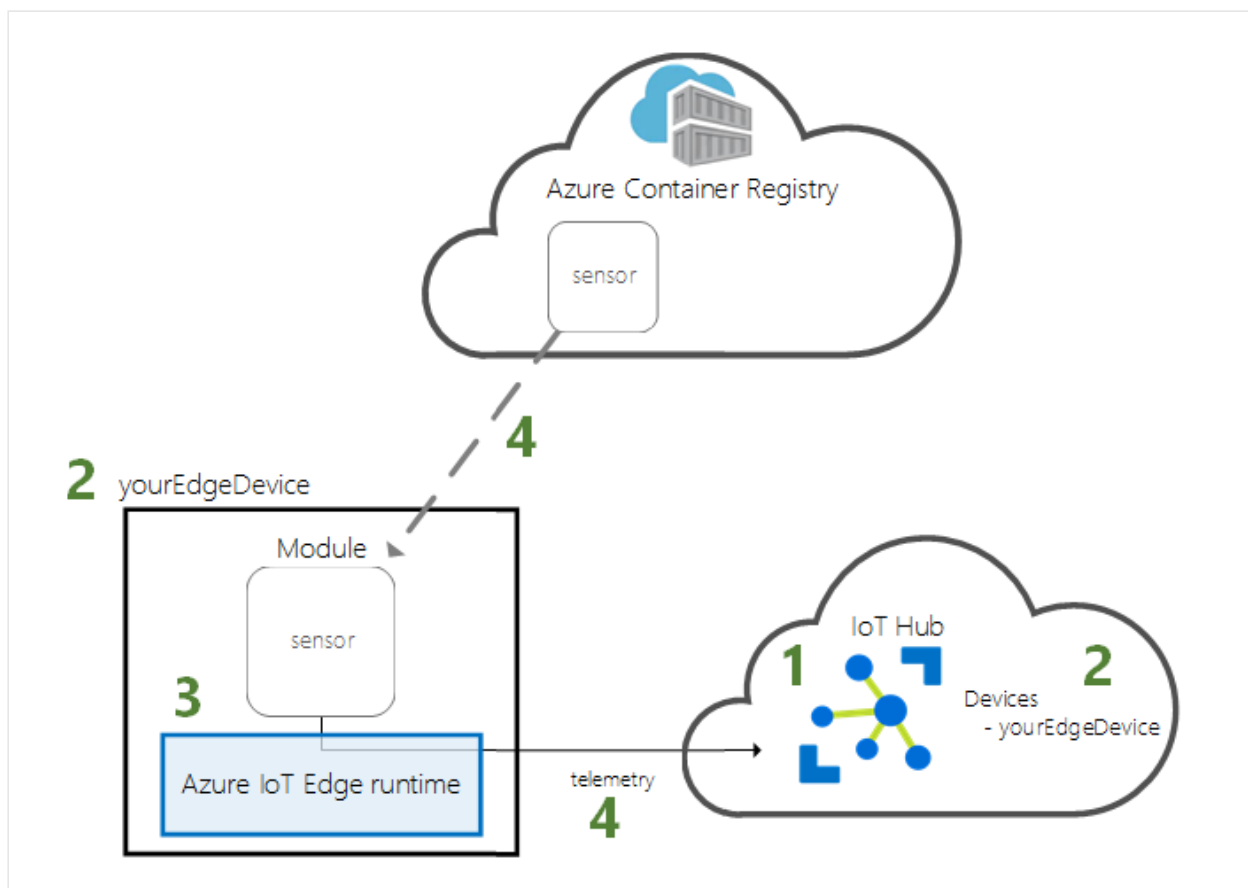 Azure Container Registry
sensor
4
2 yourEdgeDevice
Module
sensor
3
Azure IoT Edge runtime
telemetry
4
IoT Hub
1
2
Devices
- yourEdgeDevice